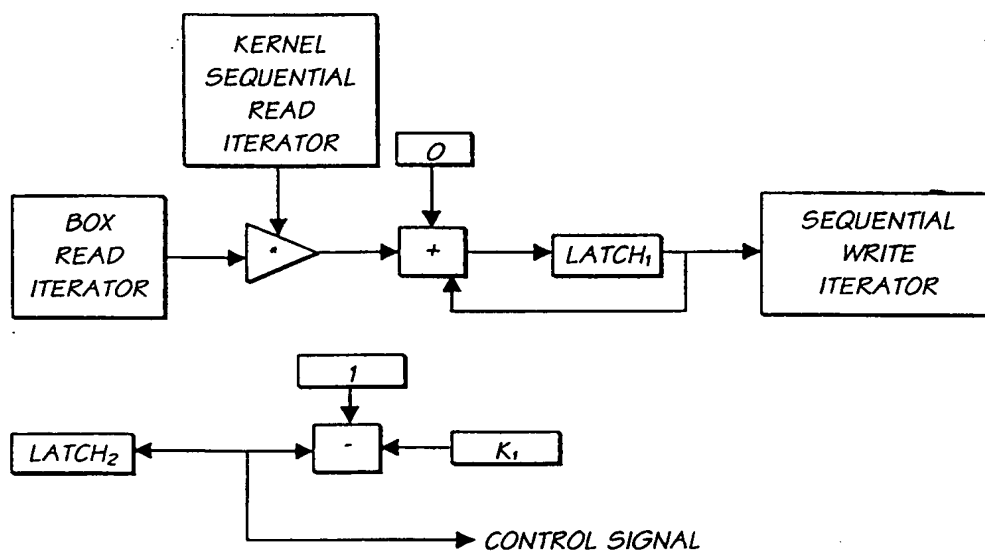 KERNEL
SEQUENTIAL
READ
ITERATOR
0
BOX
READ
ITERATOR
*
+
LATCH₁
SEQUENTIAL
WRITE
ITERATOR
1
LATCH₂
-
K₁
CONTROL SIGNAL